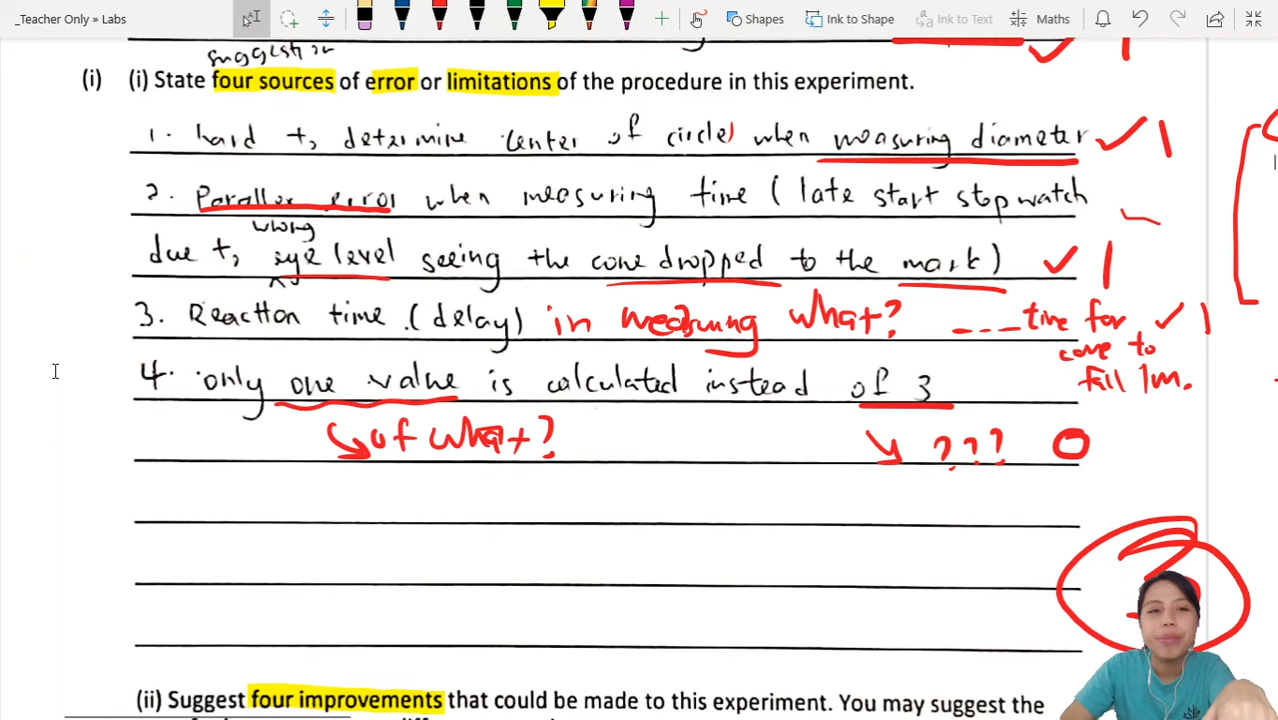 _Teacher Only » Labs
Shapes
Ink to Shape
Ink to Text
Maths
suggestion
(i) (i) State four sources of error or limitations of the procedure in this experiment.
1. hard to determine center of circle when measuring diameter ✓ 1
2. Parallax error when measuring time (late start stopwatch
due to wrong eye level seeing the cone dropped to the mark) ✓ 1
3. Reaction time (delay) in measuring what? ....time for ✓ 1
cone to
fall 1m.
4. only one value is calculated instead of 3
of what? ??? 0
3
(ii) Suggest four improvements that could be made to this experiment. You may suggest the